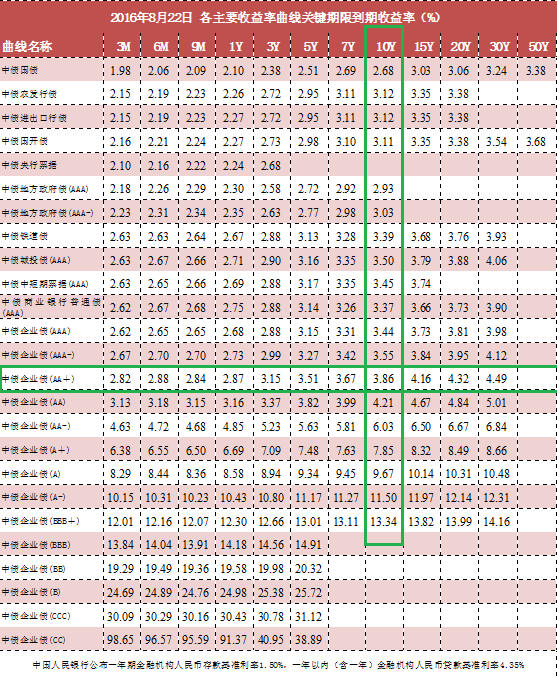 2016年8月22日 各主要收益率曲线关键期限到期收益率（%）
曲线名称 3M 6M 9M 1Y 3Y 5Y 7Y 10Y 15Y 20Y 30Y 50Y
中债国债 1.98 2.06 2.09 2.10 2.38 2.51 2.69 2.68 3.03 3.06 3.24 3.38
中债农发行债 2.15 2.19 2.23 2.26 2.72 2.95 3.11 3.12 3.35 3.38
中债进出口行债 2.15 2.19 2.23 2.27 2.72 2.95 3.11 3.12 3.35 3.38
中债国开债 2.16 2.21 2.24 2.27 2.73 2.98 3.10 3.11 3.35 3.38 3.54 3.68
中债央行票据 2.10 2.16 2.22 2.24 2.68
中债地方政府债(AAA) 2.18 2.26 2.29 2.30 2.58 2.72 2.92 2.93
中债地方政府债(AAA-) 2.23 2.31 2.34 2.35 2.63 2.77 2.98 3.03
中债铁道债 2.63 2.63 2.64 2.67 2.88 3.13 3.28 3.39 3.68 3.76 3.93
中债城投债(AAA) 2.63 2.67 2.66 2.71 2.90 3.16 3.35 3.50 3.79 3.88 4.06
中债中短期票据(AAA) 2.63 2.65 2.66 2.69 2.88 3.17 3.35 3.45 3.74
中债商业银行普通债
(AAA) 2.62 2.67 2.68 2.75 2.88 3.14 3.26 3.37 3.66 3.73 3.90
中债企业债(AAA) 2.62 2.65 2.65 2.68 2.88 3.15 3.31 3.44 3.73 3.81 3.98
中债企业债(AAA-) 2.67 2.70 2.70 2.73 2.99 3.27 3.42 3.55 3.84 3.95 4.12
中债企业债(AA＋) 2.82 2.88 2.84 2.87 3.15 3.51 3.67 3.86 4.16 4.32 4.49
中债企业债(AA) 3.13 3.18 3.15 3.16 3.37 3.82 3.99 4.21 4.67 4.84 5.01
中债企业债(AA-) 4.63 4.72 4.68 4.85 5.23 5.63 5.81 6.03 6.50 6.67 6.84
中债企业债(A＋) 6.38 6.55 6.50 6.69 7.09 7.48 7.63 7.85 8.32 8.49 8.66
中债企业债(A) 8.29 8.44 8.36 8.58 8.94 9.34 9.45 9.67 10.14 10.31 10.48
中债企业债(A-) 10.15 10.31 10.23 10.43 10.80 11.17 11.27 11.50 11.97 12.14 12.31
中债企业债(BBB＋) 12.01 12.16 12.07 12.30 12.66 13.01 13.11 13.34 13.82 13.99 14.16
中债企业债(BBB) 13.84 14.04 13.91 14.18 14.56 14.91
中债企业债(BB) 19.29 19.49 19.36 19.58 19.98 20.32
中债企业债(B) 24.69 24.89 24.76 24.98 25.38 25.72
中债企业债(CCC) 30.09 30.29 30.16 30.43 30.78 31.12
中债企业债(CC) 98.65 96.57 95.59 91.37 40.95 38.89
中国人民银行公布一年期金融机构人民币存款基准利率1.50%，一年以内（含一年）金融机构人民币贷款基准利率4.35%